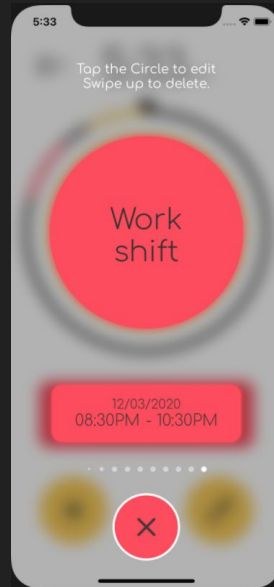 5:33
Tap the Circle to edit
Swipe up to delete.
Work
shift
12/03/2020
08:30PM - 10:30PM